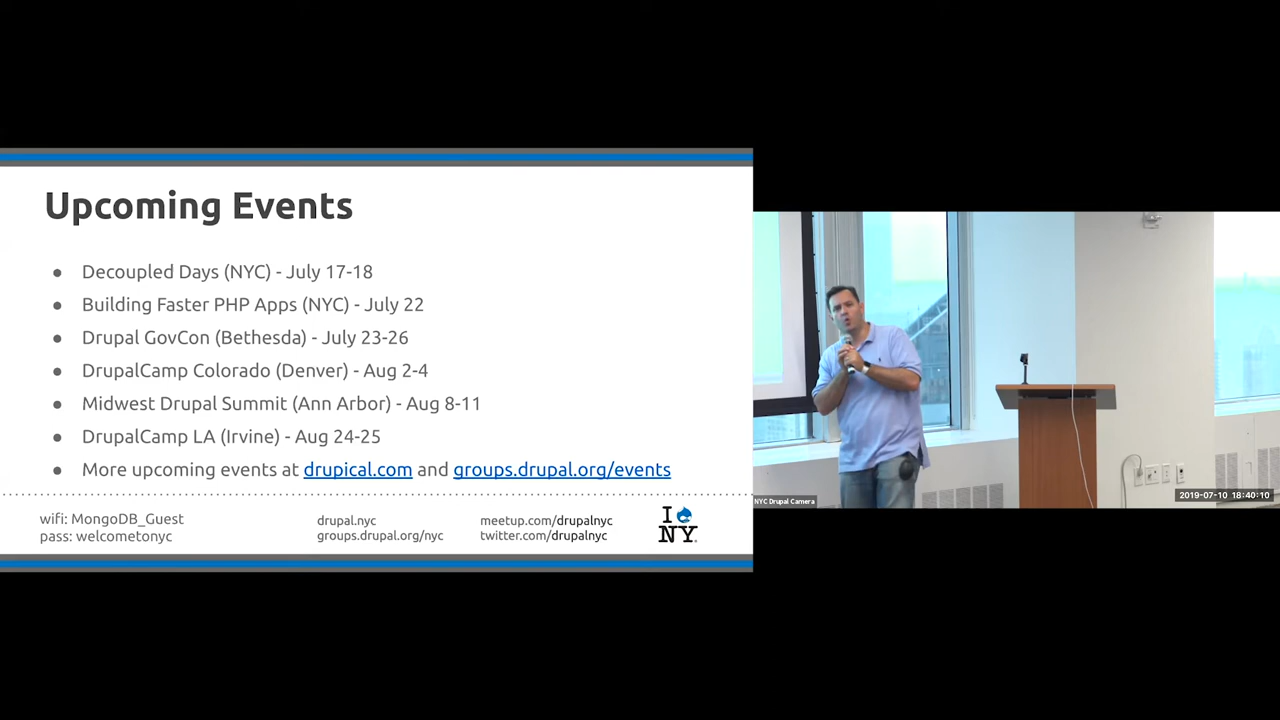 Upcoming Events
● Decoupled Days (NYC) - July 17-18
● Building Faster PHP Apps (NYC) - July 22
● Drupal GovCon (Bethesda) - July 23-26
● DrupalCamp Colorado (Denver) - Aug 2-4
● Midwest Drupal Summit (Ann Arbor) - Aug 8-11
● DrupalCamp LA (Irvine) - Aug 24-25
● More upcoming events at drupical.com and groups.drupal.org/events
wifi: MongoDB_Guest
pass: welcometonyc
drupal.nyc
groups.drupal.org/nyc
meetup.com/drupalnyc
twitter.com/drupalnyc
I
NY
NYC Drupal Camera
2019-07-10 18:40:10